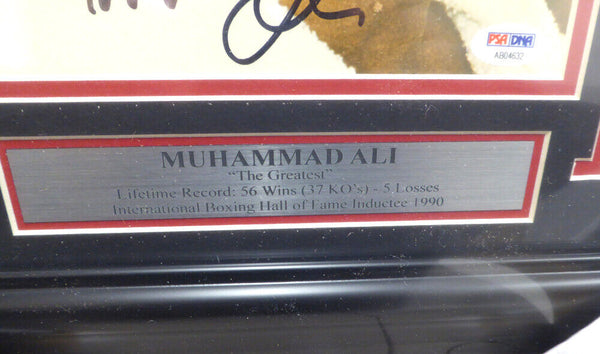 PSA/DNA
AB04632
MUHAMMAD ALI
"The Greatest"
Lifetime Record: 56 Wins (37 KO's) - 5 Losses
International Boxing Hall of Fame Inductee 1990